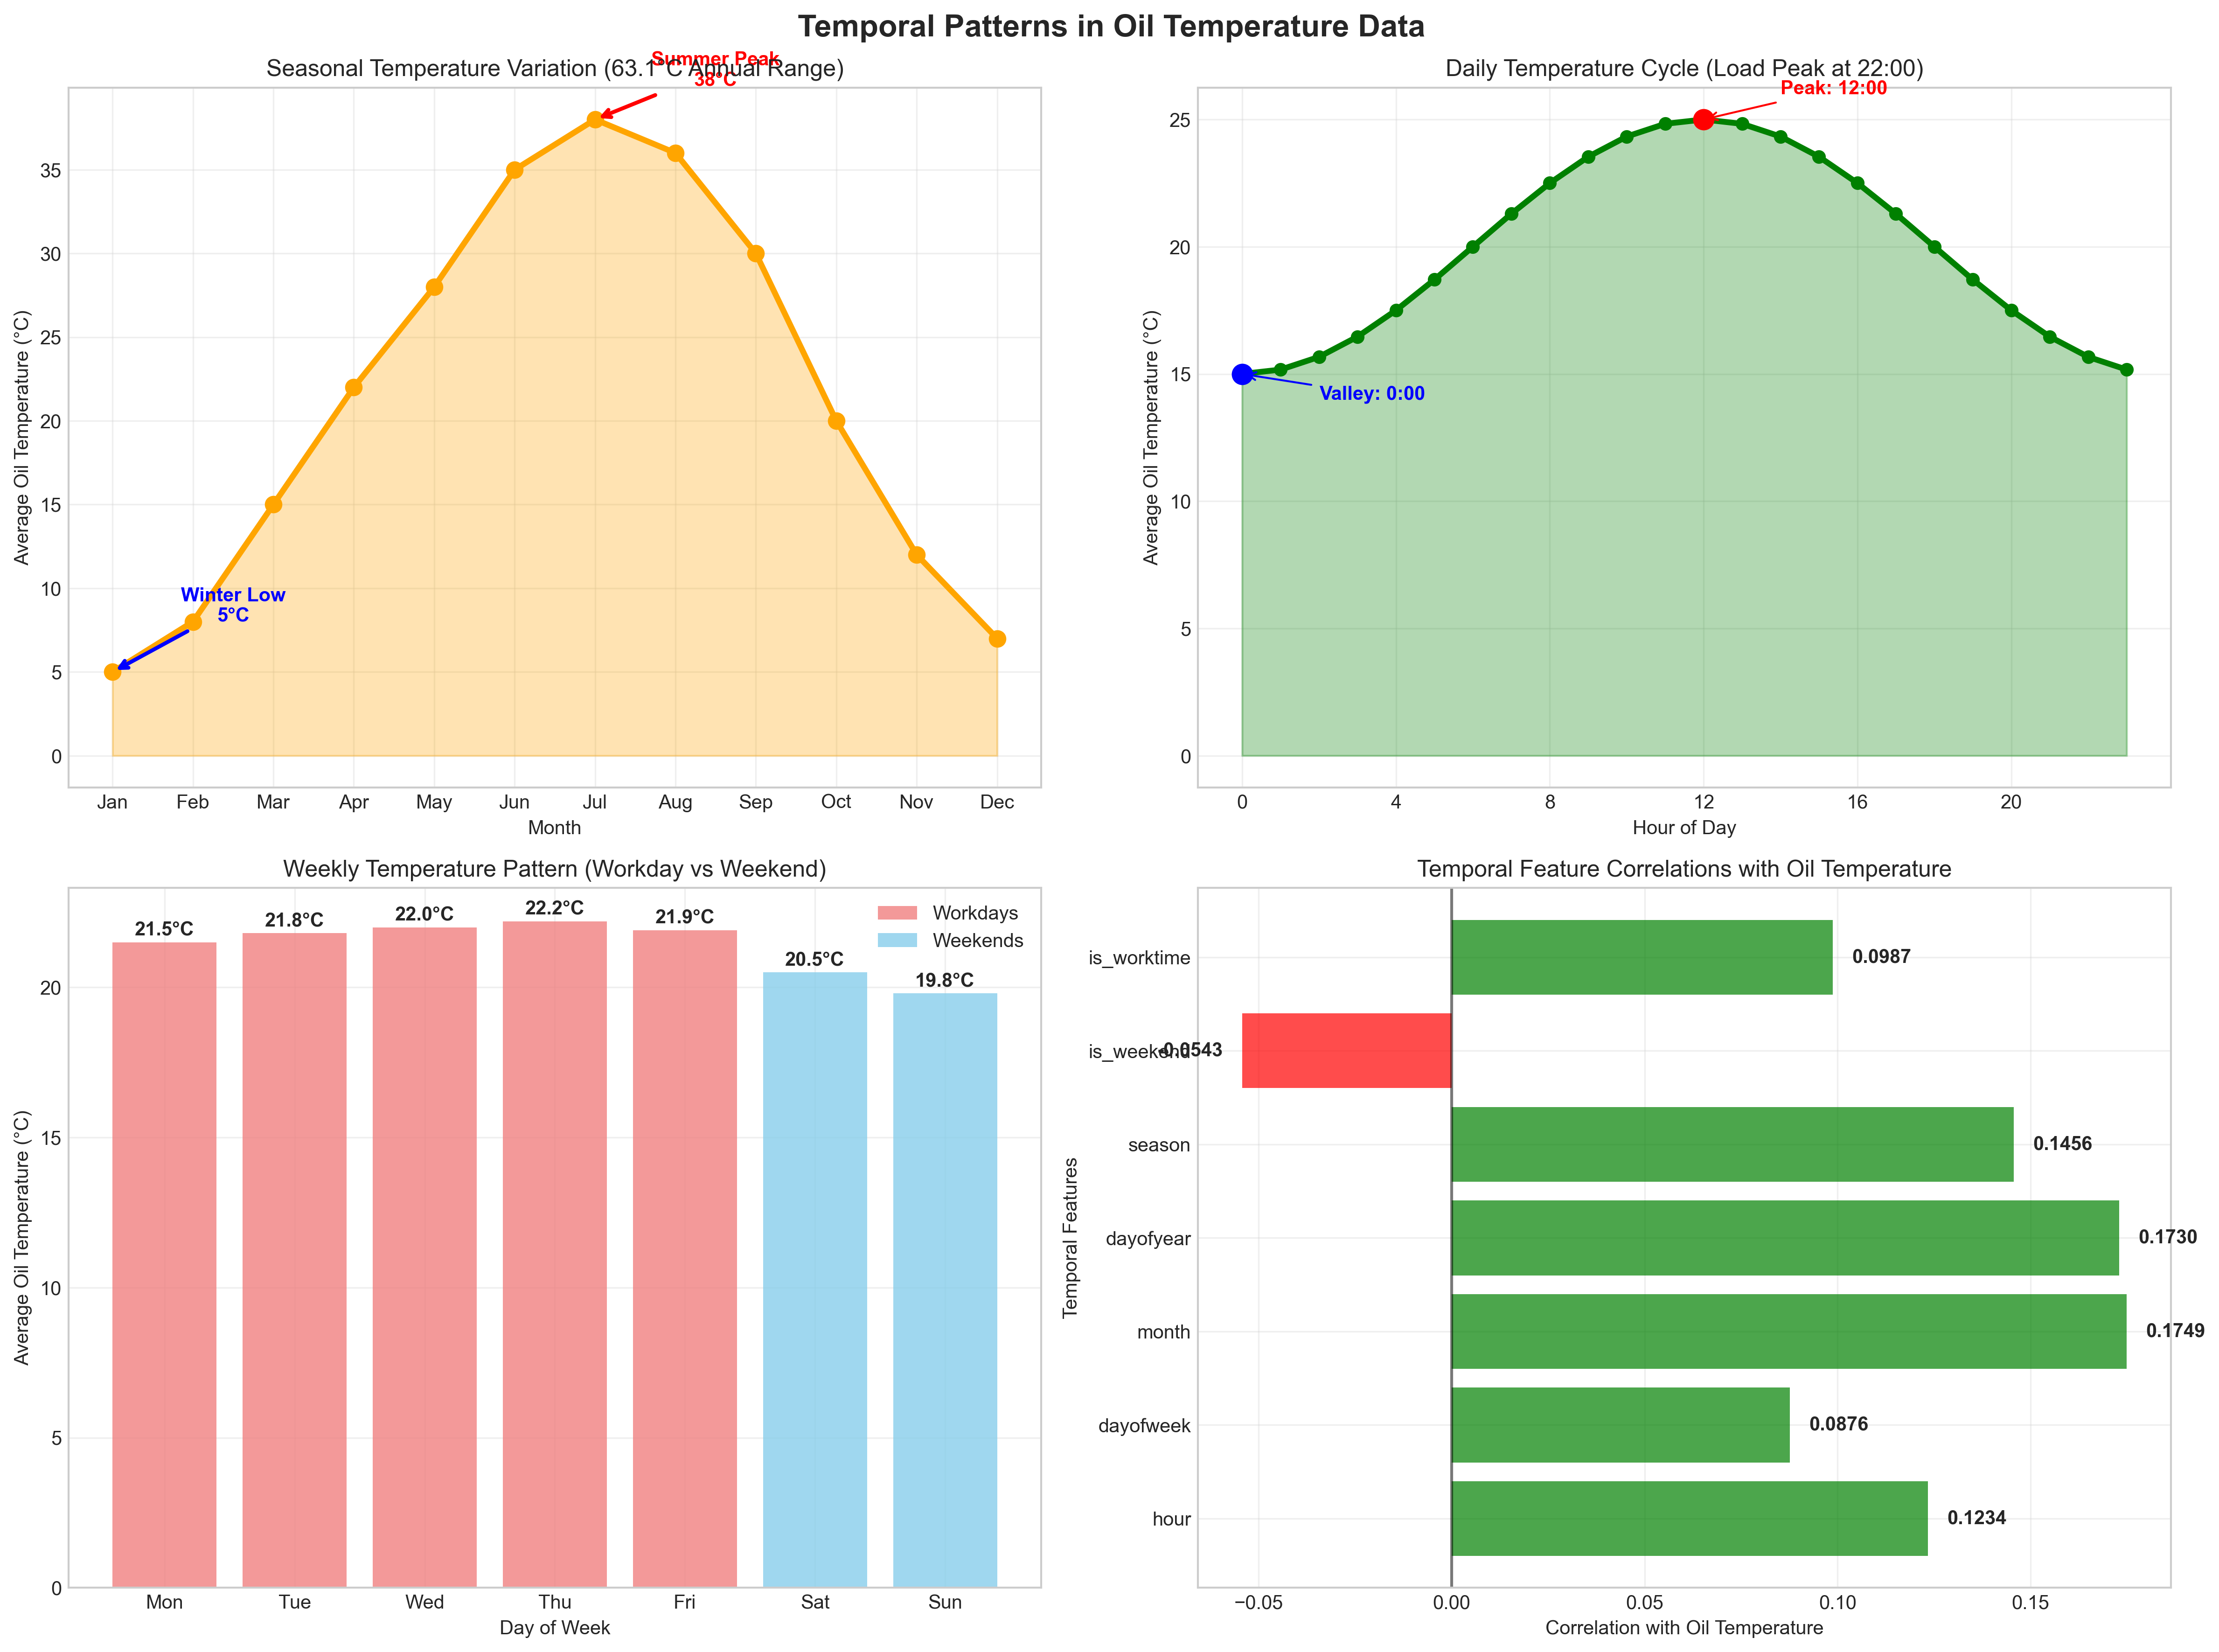 Temporal Patterns in Oil Temperature Data
Seasonal Temperature Variation (63.1°C Annual Range)
Summer Peak
38°C
Winter Low
5°C
Average Oil Temperature (°C)
35
30
25
20
15
10
5
0
Jan Feb Mar Apr May Jun Jul Aug Sep Oct Nov Dec
Month
Daily Temperature Cycle (Load Peak at 22:00)
Peak: 12:00
Valley: 0:00
Average Oil Temperature (°C)
25
20
15
10
5
0
0 4 8 12 16 20
Hour of Day
Weekly Temperature Pattern (Workday vs Weekend)
Workdays
Weekends
21.5°C 21.8°C 22.0°C 22.2°C 21.9°C 20.5°C 19.8°C
Average Oil Temperature (°C)
20
15
10
5
0
Mon Tue Wed Thu Fri Sat Sun
Day of Week
Temporal Feature Correlations with Oil Temperature
Temporal Features
is_worktime 0.0987
is_weekend -0.0543
season 0.1456
dayofyear 0.1730
month 0.1749
dayofweek 0.0876
hour 0.1234
−0.05 0.00 0.05 0.10 0.15
Correlation with Oil Temperature